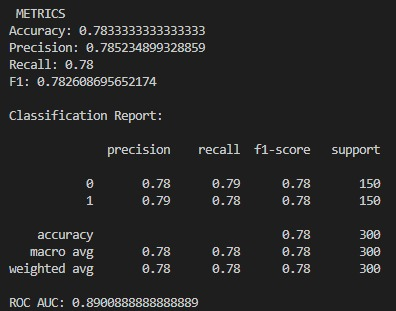 METRICS
Accuracy: 0.7833333333333333
Precision: 0.785234899328859
Recall: 0.78
F1: 0.782608695652174
Classification Report:
precision recall f1-score support
0 0.78 0.79 0.78 150
1 0.79 0.78 0.78 150
accuracy 0.78 300
macro avg 0.78 0.78 0.78 300
weighted avg 0.78 0.78 0.78 300
ROC AUC: 0.8900888888888889